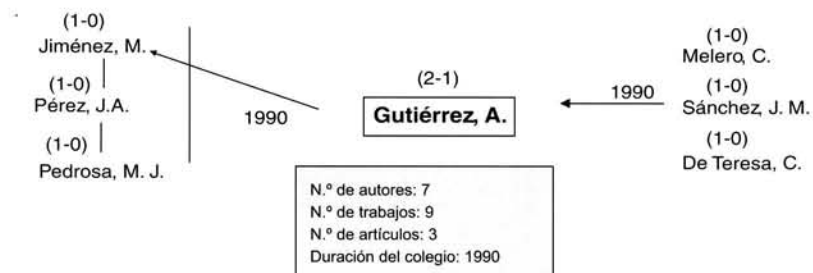 (1-0)
Jiménez, M.
(1-0)
Pérez, J.A.
(1-0)
Pedrosa, M. J.
1990
(2-1)
Gutiérrez, A.
1990
(1-0)
Melero, C.
(1-0)
Sánchez, J. M.
(1-0)
De Teresa, C.
N.º de autores: 7
N.º de trabajos: 9
N.º de artículos: 3
Duración del colegio: 1990